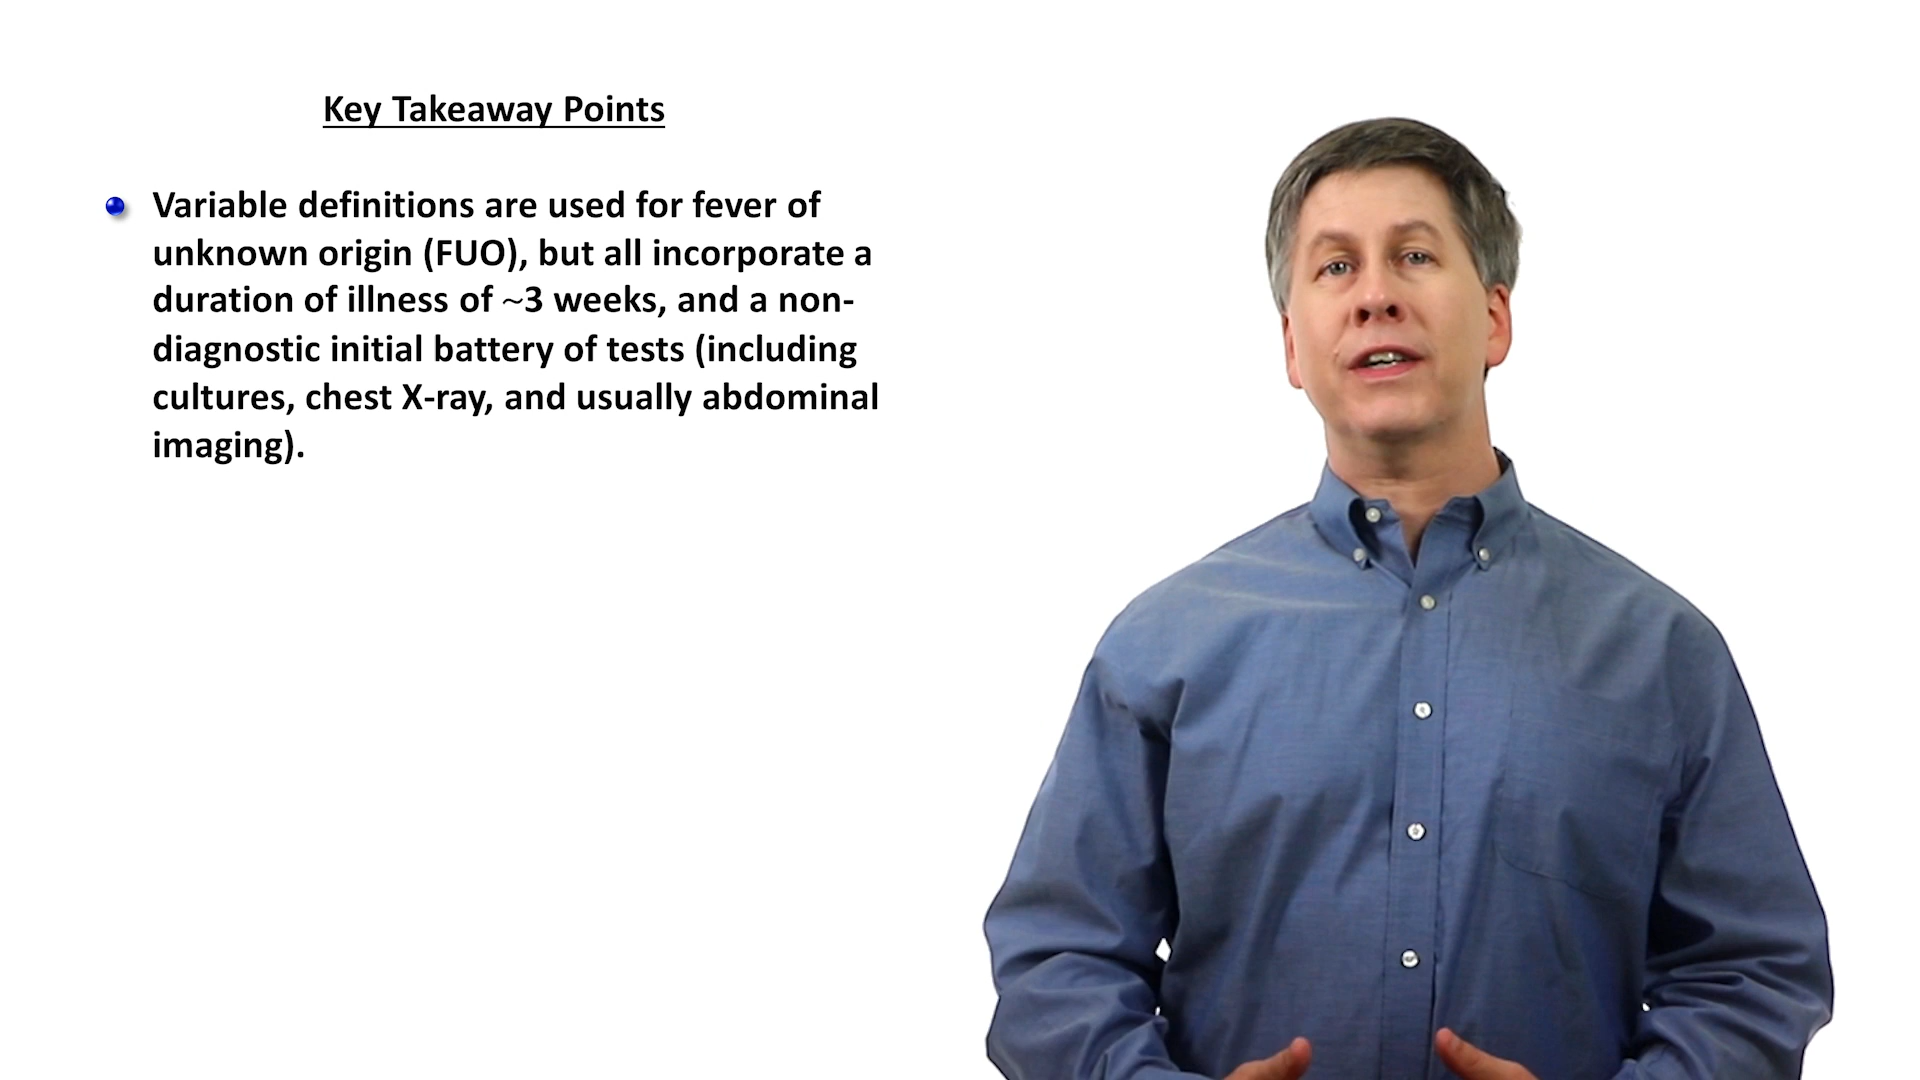 Key Takeaway Points
Variable definitions are used for fever of
unknown origin (FUO), but all incorporate a
duration of illness of ~3 weeks, and a non-
diagnostic initial battery of tests (including
cultures, chest X-ray, and usually abdominal
imaging).